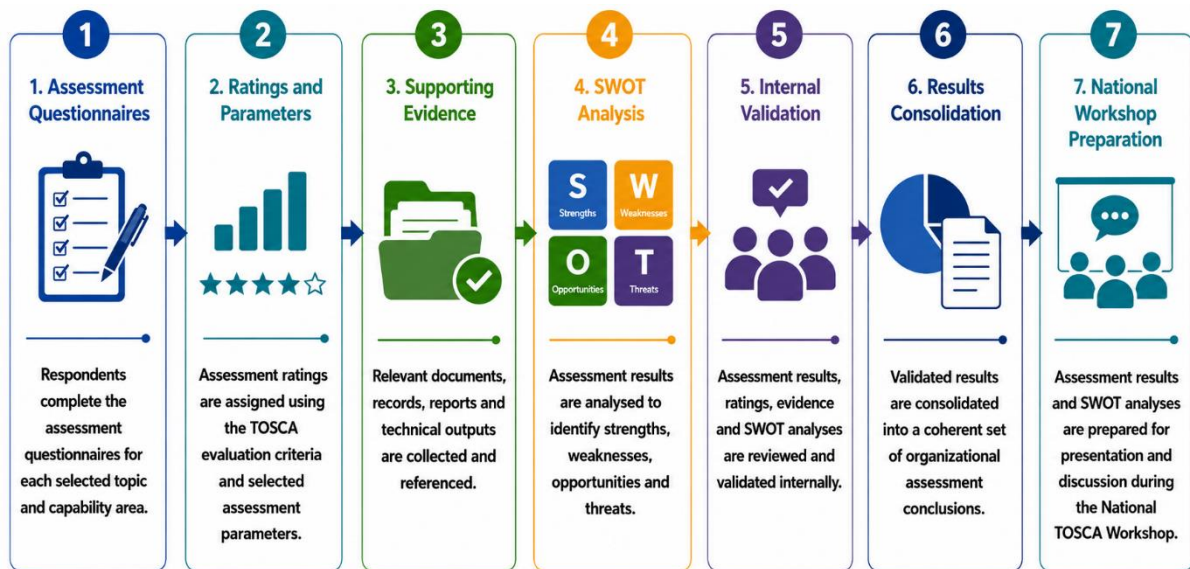 1
1. Assessment
Questionnaires
Respondents
complete the
assessment
questionnaires for
each selected topic
and capability area.
2
2. Ratings and
Parameters
Assessment ratings
are assigned using
the TOSCA
evaluation criteria
and selected
assessment
parameters.
3
3. Supporting
Evidence
Relevant documents,
records, reports and
technical outputs
are collected and
referenced.
4
4. SWOT
Analysis
S
Strengths
W
Weaknesses
O
Opportunities
T
Threats
Assessment results
are analysed to
identify strengths,
weaknesses,
opportunities and
threats.
5
5. Internal
Validation
Assessment results,
ratings, evidence
and SWOT analyses
are reviewed and
validated internally.
6
6. Results
Consolidation
Validated results
are consolidated
into a coherent set
of organizational
assessment
conclusions.
7
7. National
Workshop
Preparation
Assessment results
and SWOT analyses
are prepared for
presentation and
discussion during
the National
TOSCA Workshop.